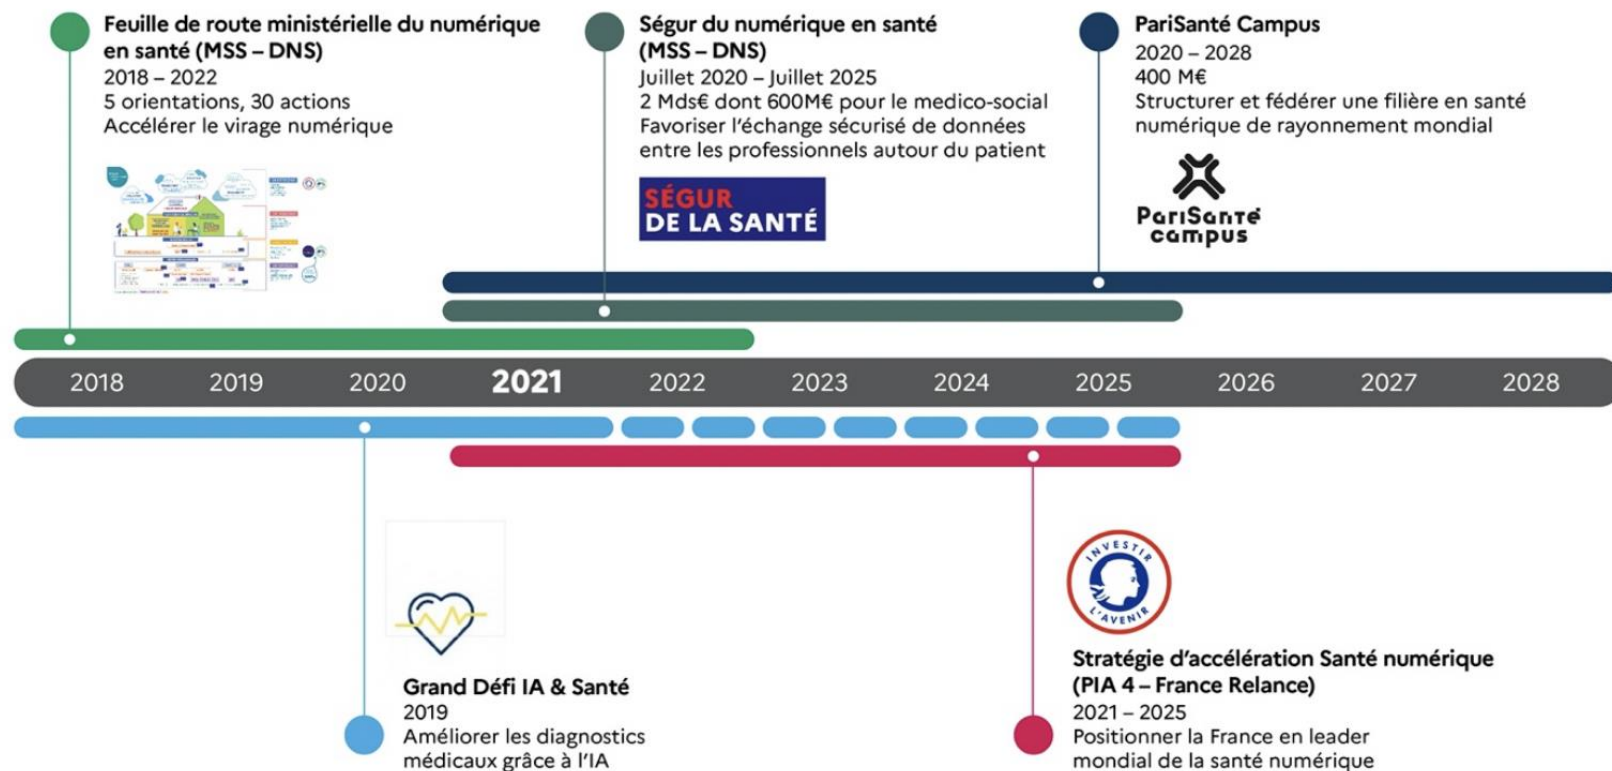 Feuille de route ministérielle du numérique
en santé (MSS – DNS)
2018 – 2022
5 orientations, 30 actions
Accélérer le virage numérique
Ségur du numérique en santé
(MSS – DNS)
Juillet 2020 – Juillet 2025
2 Mds€ dont 600M€ pour le medico-social
Favoriser l’échange sécurisé de données
entre les professionnels autour du patient
SÉGUR
DE LA SANTÉ
PariSanté Campus
2020 – 2028
400 M€
Structurer et fédérer une filière en santé
numérique de rayonnement mondial
PariSanté
campus
2018 2019 2020 2021 2022 2023 2024 2025 2026 2027 2028
Grand Défi IA & Santé
2019
Améliorer les diagnostics
médicaux grâce à l’IA
INVESTIR
L’AVENIR
Stratégie d’accélération Santé numérique
(PIA 4 – France Relance)
2021 – 2025
Positionner la France en leader
mondial de la santé numérique